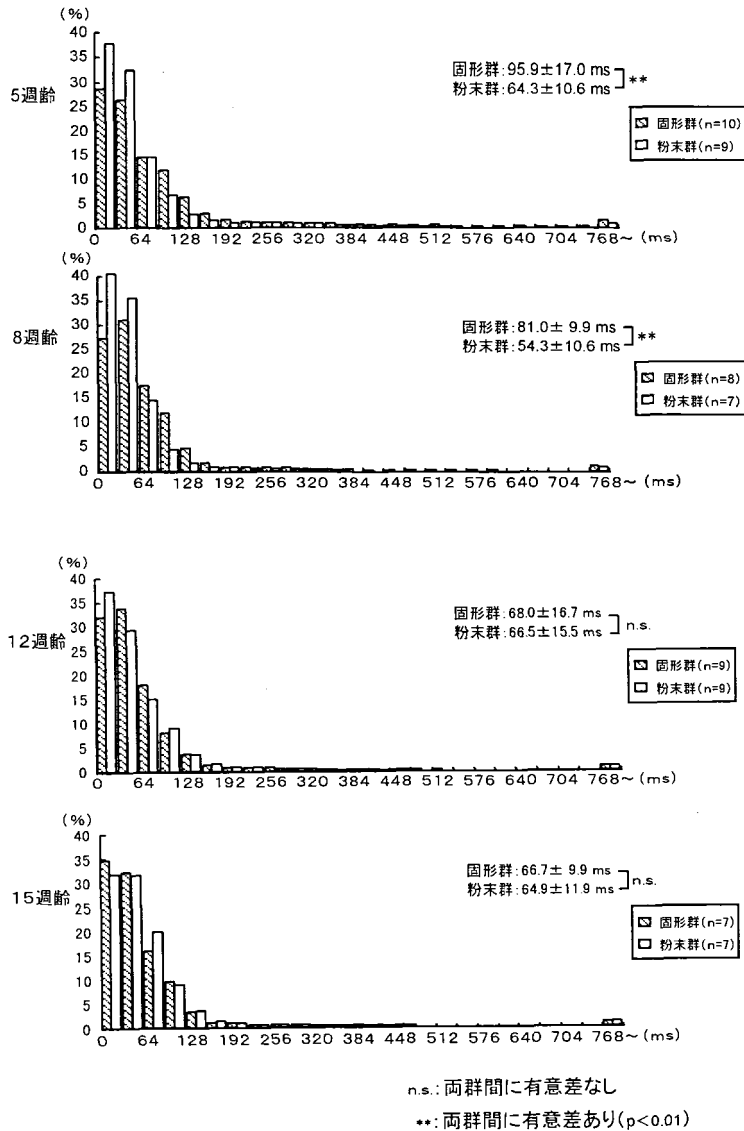 (%)
40
35
30
25
20
15
10
5
0
5週齢
固形群:95.9±17.0 ms
粉末群:64.3±10.6 ms
**
固形群(n=10)
粉末群(n=9)
0 64 128 192 256 320 384 448 512 576 640 704 768~ (ms)
(%)
40
35
30
25
20
15
10
5
0
8週齢
固形群:81.0± 9.9 ms
粉末群:54.3±10.6 ms
**
固形群(n=8)
粉末群(n=7)
0 64 128 192 256 320 384 448 512 576 640 704 768~ (ms)
(%)
40
35
30
25
20
15
10
5
0
12週齢
固形群:68.0±16.7 ms
粉末群:66.5±15.5 ms
n.s.
固形群(n=9)
粉末群(n=9)
0 64 128 192 256 320 384 448 512 576 640 704 768~ (ms)
(%)
40
35
30
25
20
15
10
5
0
15週齢
固形群:66.7± 9.9 ms
粉末群:64.9±11.9 ms
n.s.
固形群(n=7)
粉末群(n=7)
0 64 128 192 256 320 384 448 512 576 640 704 768~ (ms)
n.s.:両群間に有意差なし
**:両群間に有意差あり(p<0.01)